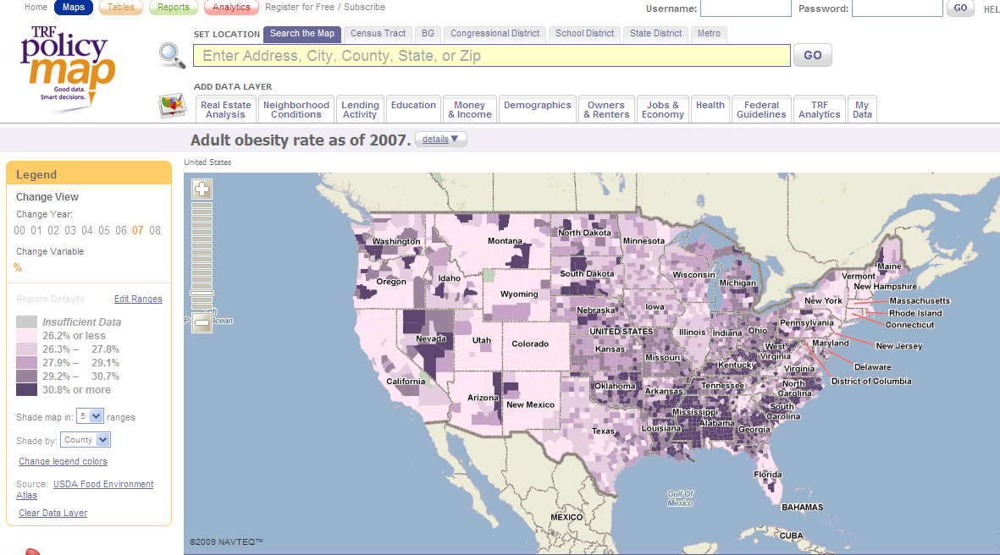 Home Maps Tables Reports Analytics Register for Free / Subscribe Username: Password: GO HEL
TRF
policy
map
Good data.
Smart decisions.
SET LOCATION Search the Map Census Tract BG Congressional District School District State District Metro
Enter Address, City, County, State, or Zip GO
ADD DATA LAYER
Real Estate Analysis Neighborhood Conditions Lending Activity Education Money & Income Demographics Owners & Renters Jobs & Economy Health Federal Guidelines TRF Analytics My Data
Adult obesity rate as of 2007. details
United States
Legend
Change View
Change Year:
00 01 02 03 04 05 06 07 08
Change Variable
%
Restore Defaults Edit Ranges
Insufficient Data
26.2% or less
26.3% – 27.8%
27.9% – 29.1%
29.2% – 30.7%
30.8% or more
Shade map in: 5 ranges
Shade by: County
Change legend colors
Source: USDA Food Environment
Atlas
Clear Data Layer
Washington
Montana
North Dakota
Minnesota
Maine
Vermont
New Hampshire
Oregon
Idaho
South Dakota
Wisconsin
Michigan
Wyoming
New York
Massachusetts
Rhode Island
Connecticut
Nebraska
Iowa
Pennsylvania
UNITED STATES
Illinois
Indiana
Ohio
Nevada
Utah
Colorado
Kansas
Missouri
West
Virginia
Maryland
New Jersey
Kentucky
Virginia
Delaware
District of Columbia
California
Oklahoma
Arkansas
Tennessee
North
Carolina
Arizona
New Mexico
South
Carolina
Mississippi
Alabama
Georgia
Texas
Louisiana
Florida
Gulf Of
Mexico
BAHAMAS
MEXICO
CUBA
©2009 NAVTEQ™